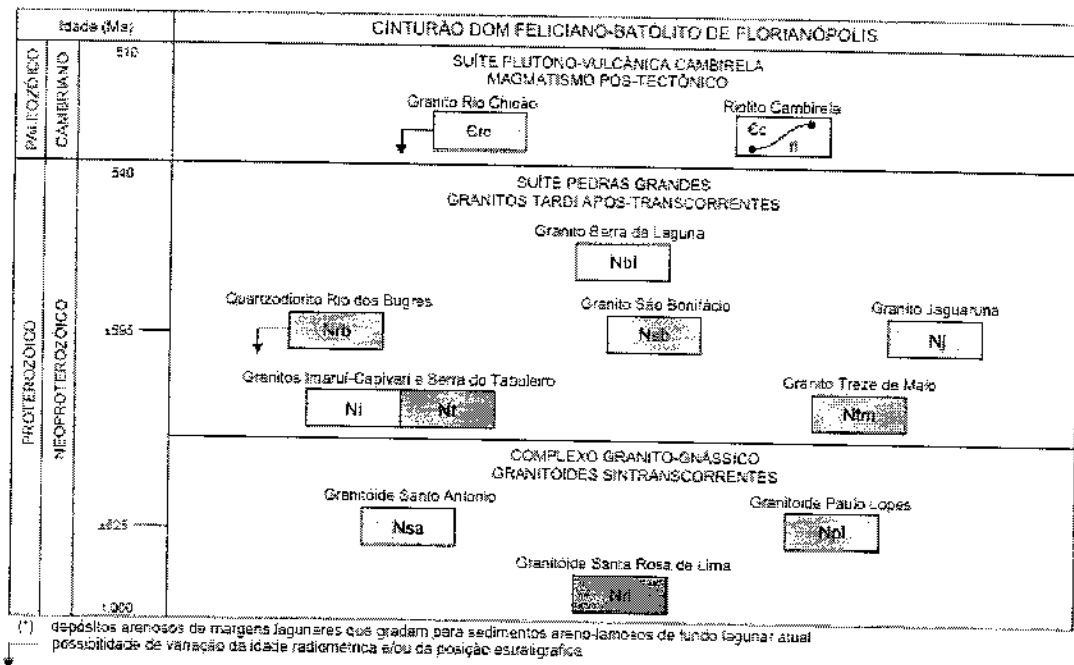 Idade (Ma)
CINTURÃO DOM FELICIANO-BATÓLITO DE FLORIANÓPOLIS
PALEOZÓICO
CAMBRIANO
510
SUÍTE PLUTONO-VULCÂNICA CAMBIRELA
MAGMATISMO PÓS-TECTÔNICO
Granito Rio Chicão
Riolito Cambirela
Єrc
Єc
rl
540
SUÍTE PEDRAS GRANDES
GRANITOS TARDI A PÓS-TRANSCORRENTES
Granito Serra da Laguna
Nbl
Quartzodiorito Rio dos Bugres
Granito São Bonifácio
Granito Jaguaruna
±595
Nrb
Nsb
Nj
PROTEROZÓICO
NEOPROTEROZÓICO
Granitos Imaruí-Capivari e Serra do Tabuleiro
Granito Treze de Maio
Ni
Nt
Ntm
COMPLEXO GRANITO-GNÁSSICO
GRANITÓIDES SINTRANSCORRENTES
Granitóide Santo Antonio
Granitóide Paulo Lopes
±625
Nsa
Npl
Granitóide Santa Rosa de Lima
Nrl
1.000
(*) depósitos arenosos de margens lagunares que gradam para sedimentos areno-lamosos de fundo lagunar atual
possibilidade de variação da idade radiométrica e/ou da posição estratigráfica